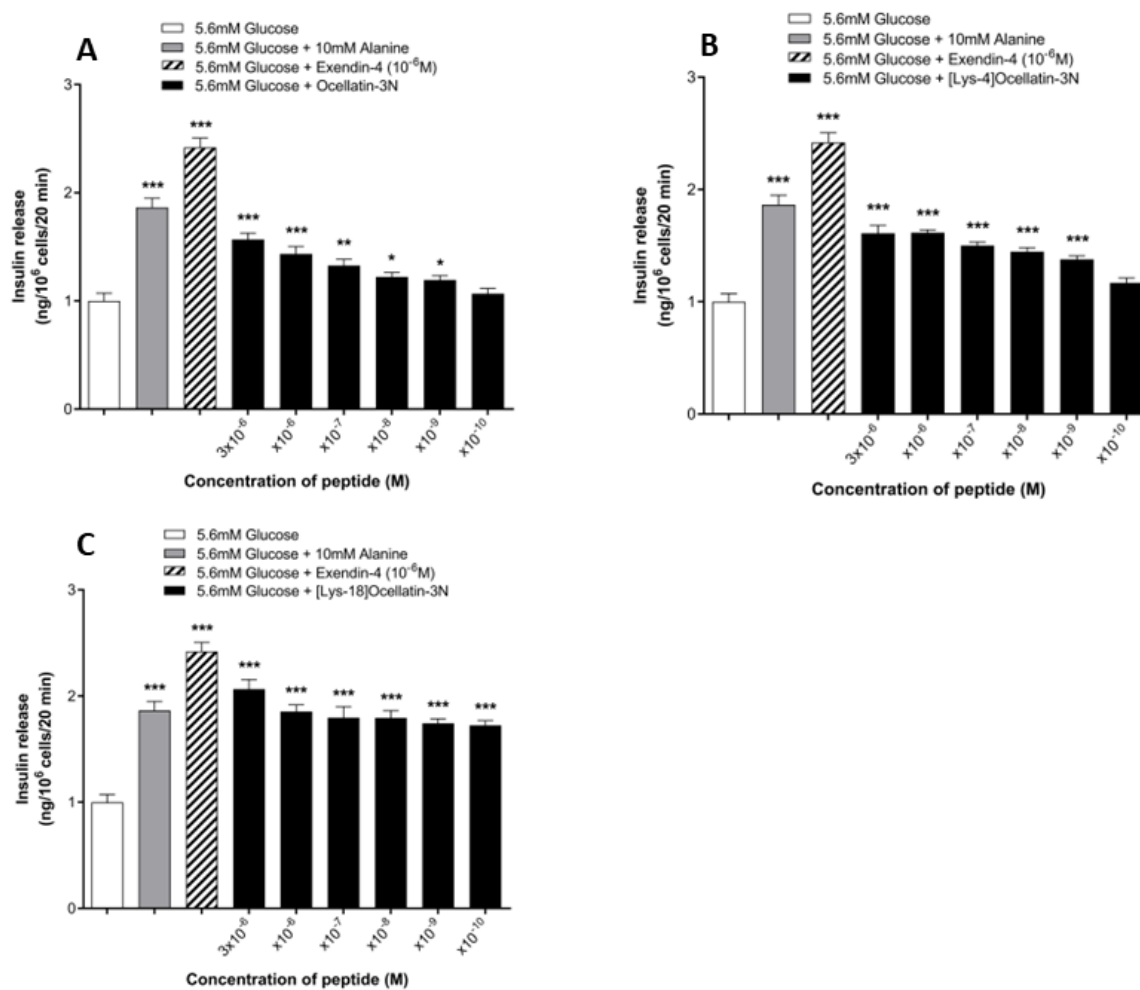 A
5.6mM Glucose
5.6mM Glucose + 10mM Alanine
5.6mM Glucose + Exendin-4 (10⁻⁶M)
5.6mM Glucose + Ocellatin-3N
Insulin release
(ng/10⁶ cells/20 min)
3
2
1
0
***
***
***
***
**
*
*
3x10⁻⁶
x10⁻⁶
x10⁻⁷
x10⁻⁸
x10⁻⁹
x10⁻¹⁰
Concentration of peptide (M)
B
5.6mM Glucose
5.6mM Glucose + 10mM Alanine
5.6mM Glucose + Exendin-4 (10⁻⁶M)
5.6mM Glucose + [Lys-4]Ocellatin-3N
Insulin release
(ng/10⁶ cells/20 min)
3
2
1
0
***
***
***
***
***
***
***
3x10⁻⁶
x10⁻⁶
x10⁻⁷
x10⁻⁸
x10⁻⁹
x10⁻¹⁰
Concentration of peptide (M)
C
5.6mM Glucose
5.6mM Glucose + 10mM Alanine
5.6mM Glucose + Exendin-4 (10⁻⁶M)
5.6mM Glucose + [Lys-18]Ocellatin-3N
Insulin release
(ng/10⁶ cells/20 min)
3
2
1
0
***
***
***
***
***
***
***
***
3x10⁻⁶
x10⁻⁶
x10⁻⁷
x10⁻⁸
x10⁻⁹
x10⁻¹⁰
Concentration of peptide (M)